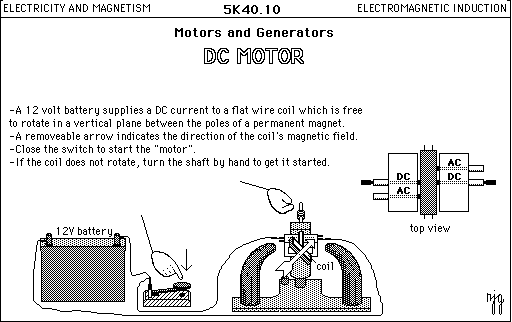 ELECTRICITY AND MAGNETISM
5K40.10
ELECTROMAGNETIC INDUCTION
Motors and Generators
DC MOTOR
-A 12 volt battery supplies a DC current to a flat wire coil which is free
to rotate in a vertical plane between the poles of a permanent magnet.
-A removeable arrow indicates the direction of the coil's magnetic field.
-Close the switch to start the "motor".
-If the coil does not rotate, turn the shaft by hand to get it started.
AC
DC
DC
AC
top view
12V battery
coil
njg